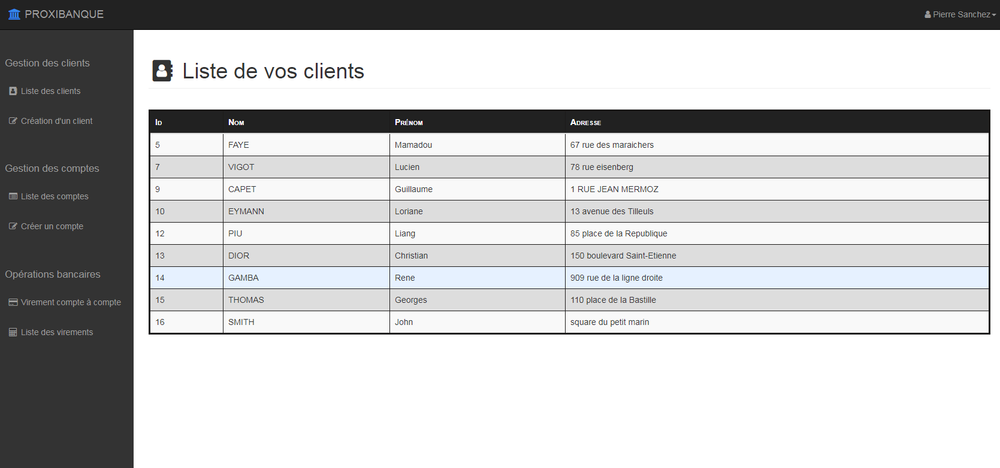 PROXIBANQUE
Pierre Sanchez
Gestion des clients
Liste des clients
Création d'un client
Gestion des comptes
Liste des comptes
Créer un compte
Opérations bancaires
Virement compte à compte
Liste des virements
Liste de vos clients
Id Nom Prénom Adresse
5 FAYE Mamadou 67 rue des maraichers
7 VIGOT Lucien 78 rue eisenberg
9 CAPET Guillaume 1 RUE JEAN MERMOZ
10 EYMANN Loriane 13 avenue des Tilleuls
12 PIU Liang 85 place de la Republique
13 DIOR Christian 150 boulevard Saint-Etienne
14 GAMBA Rene 909 rue de la ligne droite
15 THOMAS Georges 110 place de la Bastille
16 SMITH John square du petit marin